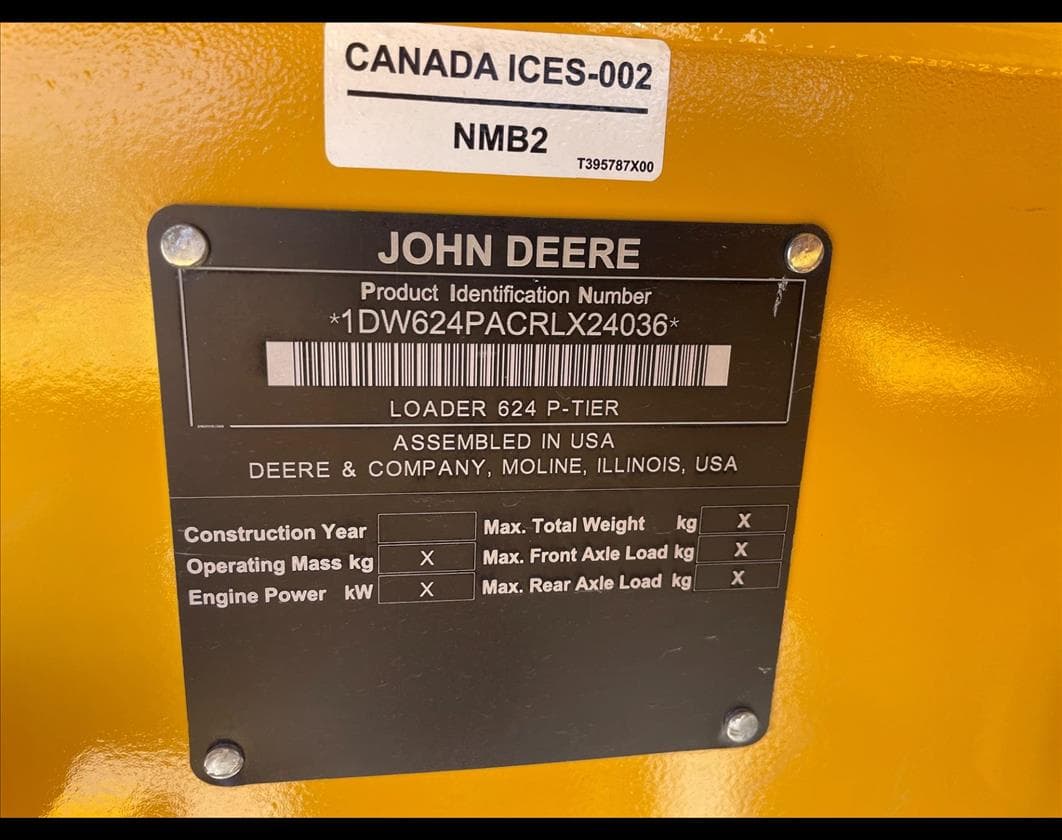 CANADA ICES-002
NMB2
T395787X00
JOHN DEERE
Product Identification Number
*1DW624PACRLX24036*
LOADER 624 P-TIER
ASSEMBLED IN USA
DEERE & COMPANY, MOLINE, ILLINOIS, USA
Construction Year
Max. Total Weight kg X
Operating Mass kg X
Max. Front Axle Load kg X
Engine Power kW X
Max. Rear Axle Load kg X